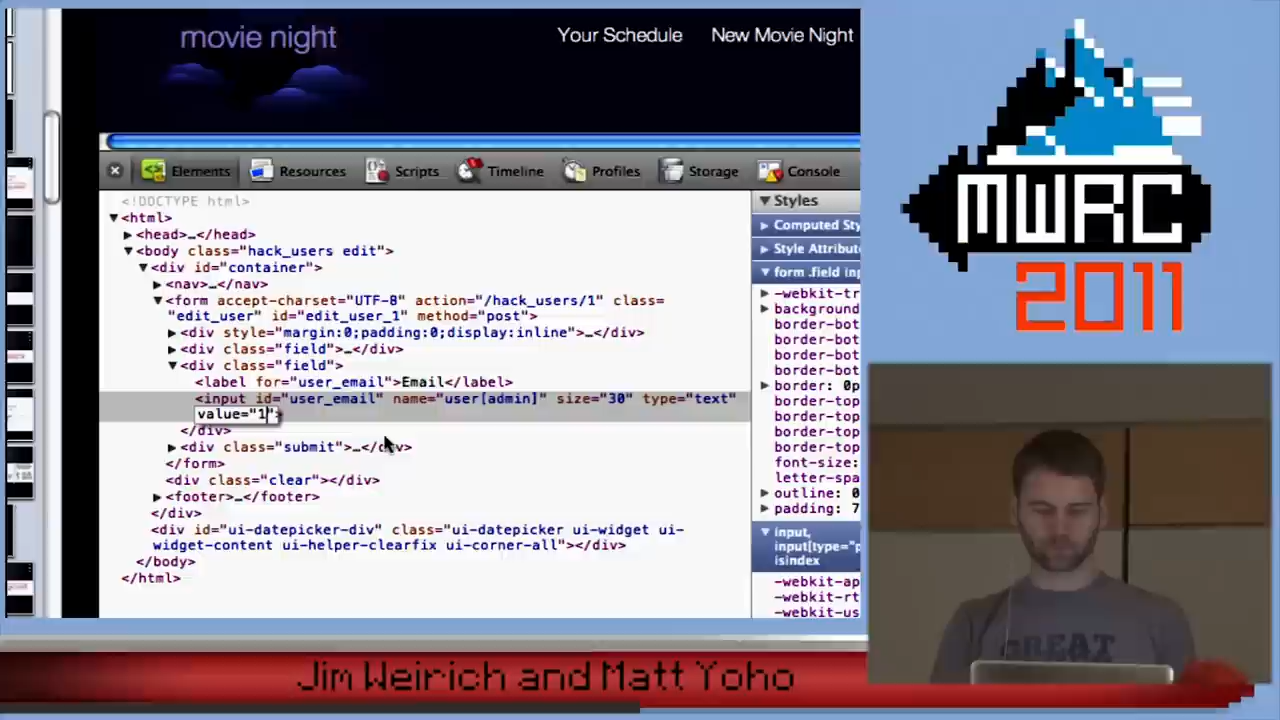 movie night
Your Schedule
New Movie Night
Elements
Resources
Scripts
Timeline
Profiles
Storage
Console
<!DOCTYPE html>
▼<html>
▶<head>…</head>
▼<body class="hack_users edit">
▼<div id="container">
▶<nav>…</nav>
▼<form accept-charset="UTF-8" action="/hack_users/1" class=
"edit_user" id="edit_user_1" method="post">
▶<div style="margin:0;padding:0;display:inline">…</div>
▶<div class="field">…</div>
▼<div class="field">
<label for="user_email">Email</label>
<input id="user_email" name="user[admin]" size="30" type="text"
value="1"
</div>
▶<div class="submit">…</div>
</form>
<div class="clear"></div>
▶<footer>…</footer>
</div>
<div id="ui-datepicker-div" class="ui-datepicker ui-widget ui-
widget-content ui-helper-clearfix ui-corner-all"></div>
</body>
</html>
▼ Styles
▶ Computed Sty
▶ Style Attribut
▼ form .field inp
▶ -webkit-tr
▶ background
border-bot
border-bot
border-bot
border-bot
▶ border: 0p
border-top
border-top
border-top
border-top
font-size:
letter-spa
▶ outline: 0
▶ padding: 7
▼ input,
input[type="p
isindex
-webkit-ap
-webkit-rt
-webkit-us
MWRC
2011
GREAT
Jim Weirich and Matt Yoho